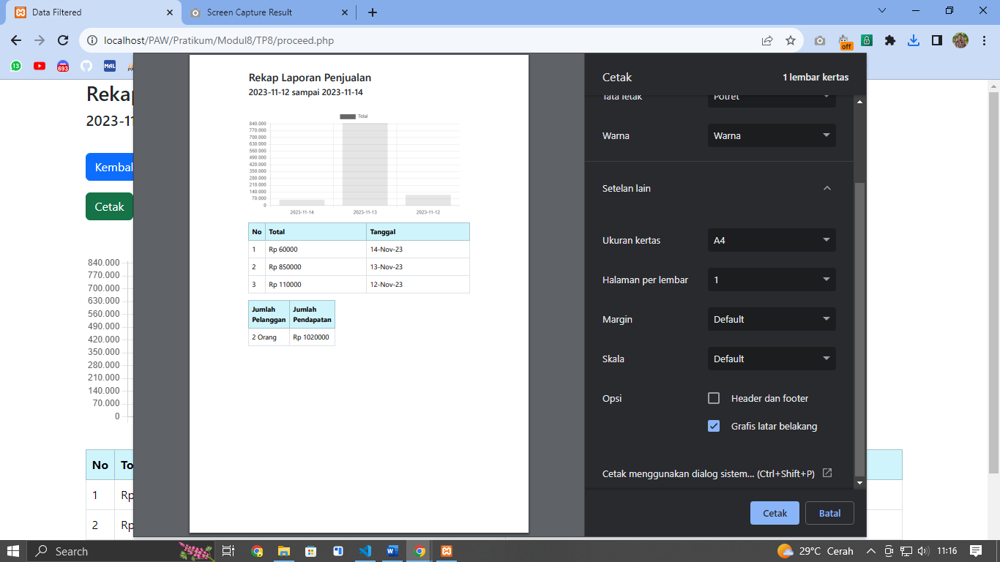 Data Filtered
Screen Capture Result
localhost/PAW/Pratikum/Modul8/TP8/proceed.php
off
13
693
MAL
Rekap
2023-11
Kembal
Cetak
840.000
770.000
700.000
630.000
560.000
490.000
420.000
350.000
280.000
210.000
140.000
70.000
0
No To
1 Rp
2 Rp
Rekap Laporan Penjualan
2023-11-12 sampai 2023-11-14
Total
840.000
770.000
700.000
630.000
560.000
490.000
420.000
350.000
280.000
210.000
140.000
70.000
0
2023-11-14 2023-11-13 2023-11-12
No Total Tanggal
1 Rp 60000 14-Nov-23
2 Rp 850000 13-Nov-23
3 Rp 110000 12-Nov-23
Jumlah Pelanggan Jumlah Pendapatan
2 Orang Rp 1020000
Cetak 1 lembar kertas
Tata letak Potret
Warna Warna
Setelan lain
Ukuran kertas A4
Halaman per lembar 1
Margin Default
Skala Default
Opsi Header dan footer
Grafis latar belakang
Cetak menggunakan dialog sistem... (Ctrl+Shift+P)
Cetak Batal
Search
29°C Cerah
11:16